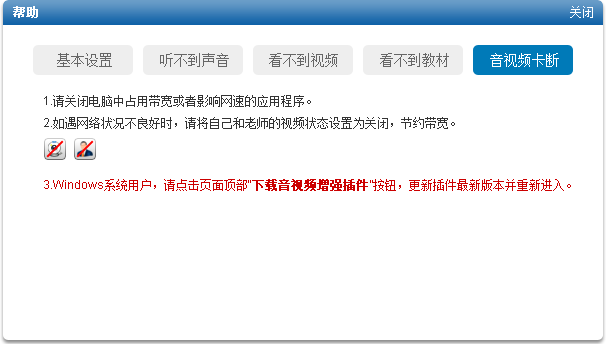 帮助
关闭
基本设置
听不到声音
看不到视频
看不到教材
音视频卡断
1.请关闭电脑中占用带宽或者影响网速的应用程序。
2.如遇网络状况不良好时，请将自己和老师的视频状态设置为关闭，节约带宽。
3.Windows系统用户，请点击页面顶部"下载音视频增强插件"按钮，更新插件最新版本并重新进入。